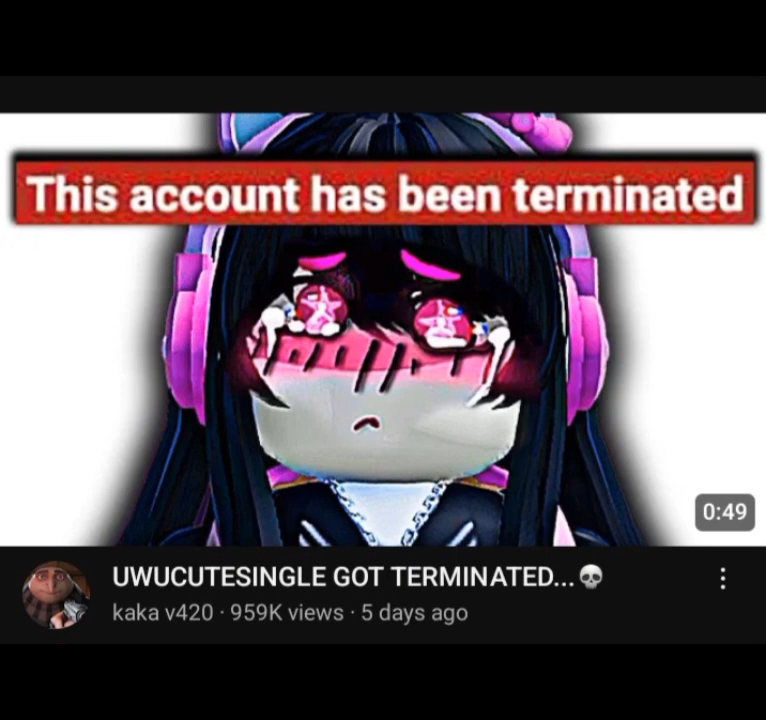 This account has been terminated
0:49
UWUCUTESINGLE GOT TERMINATED...💀
kaka v420 · 959K views · 5 days ago